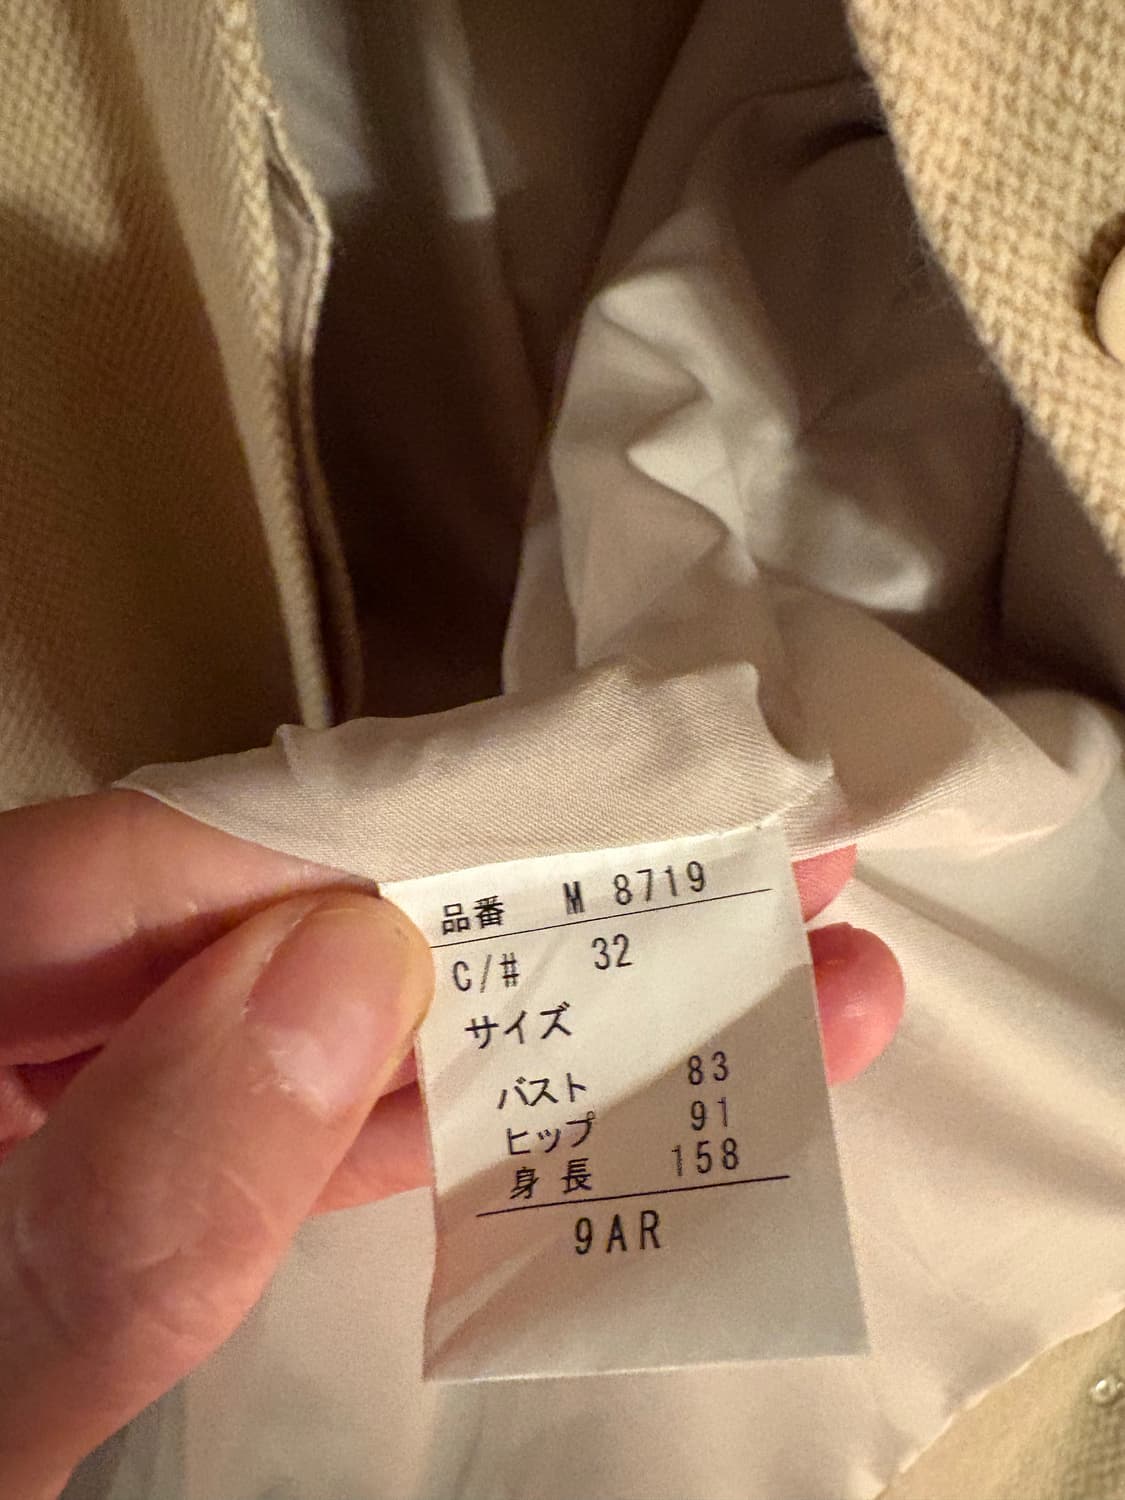 品番 M 8719
C/# 32
サイズ
バスト 83
ヒップ 91
身長 158
9AR